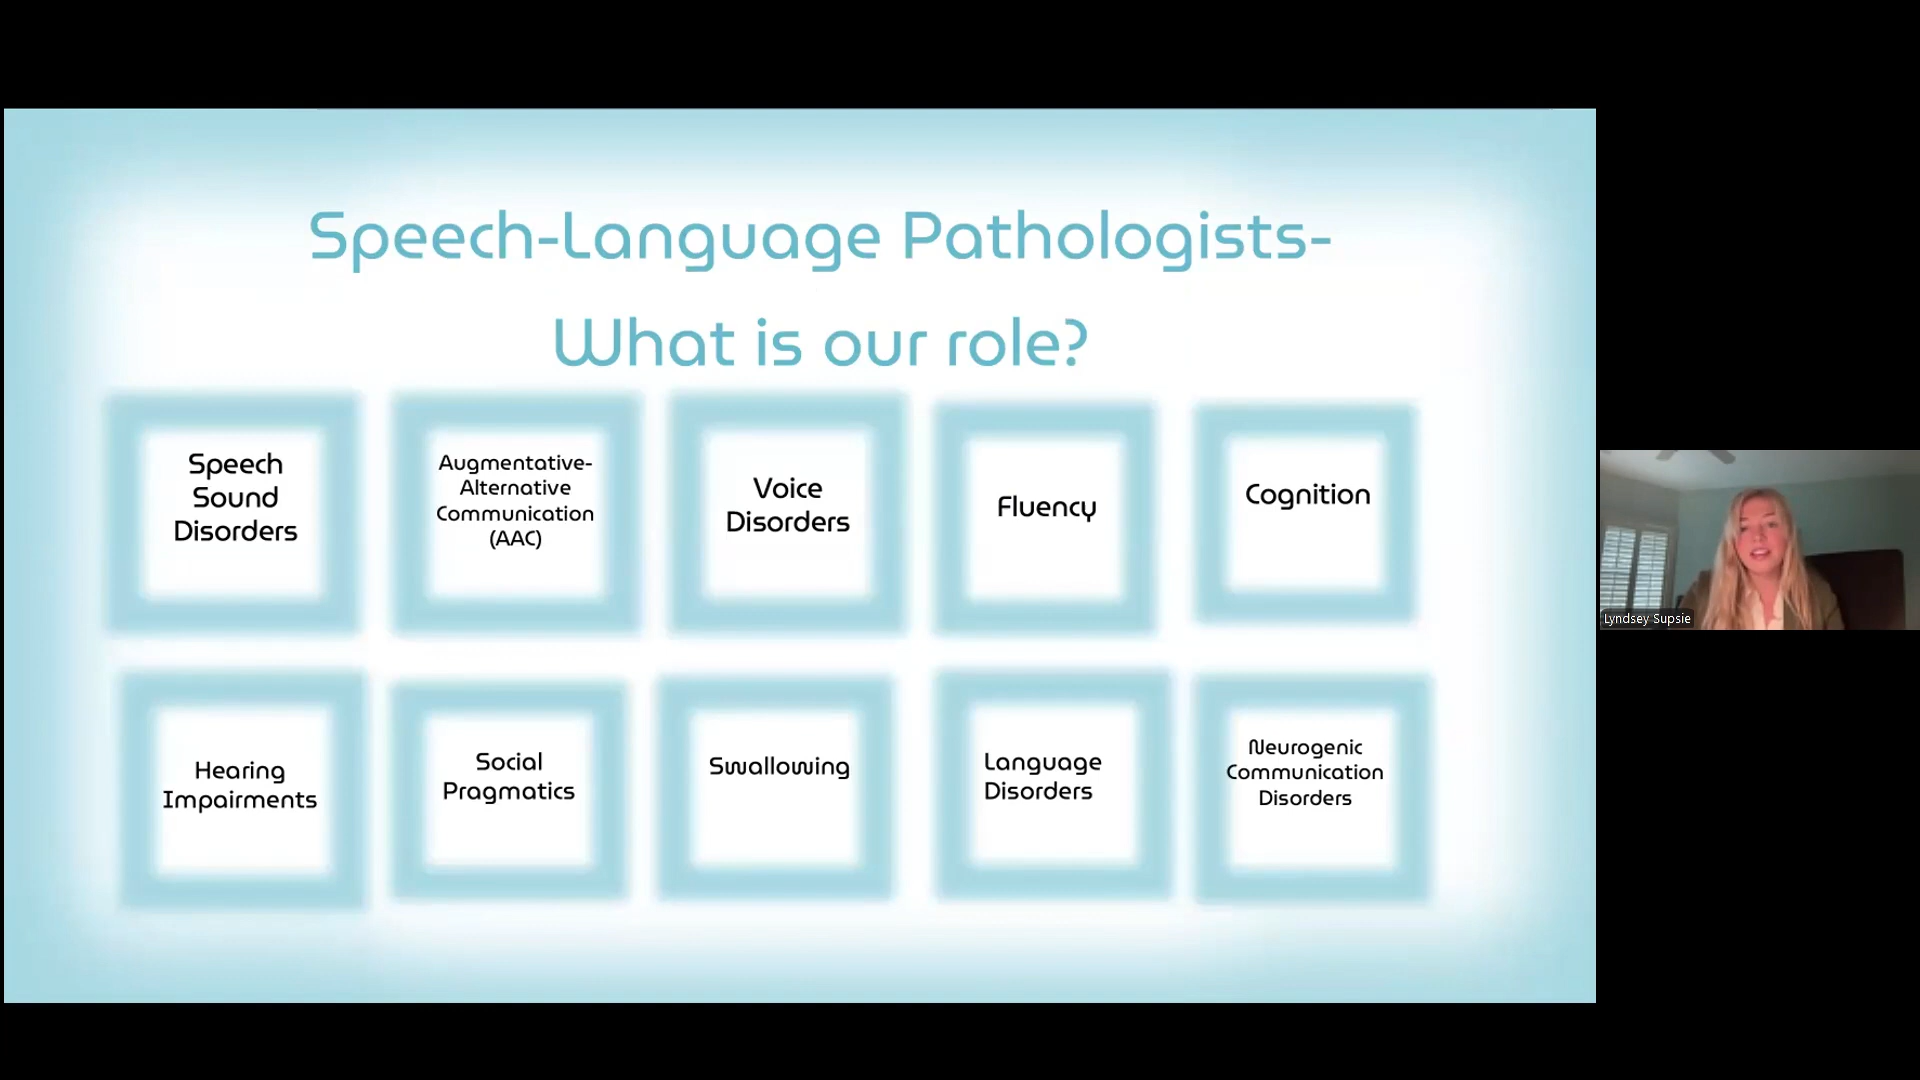 Speech-Language Pathologists-
What is our role?
Speech
Sound
Disorders
Augmentative-
Alternative
Communication
(AAC)
Voice
Disorders
Fluency
Cognition
Hearing
Impairments
Social
Pragmatics
Swallowing
Language
Disorders
Neurogenic
Communication
Disorders
Lyndsey Supsie